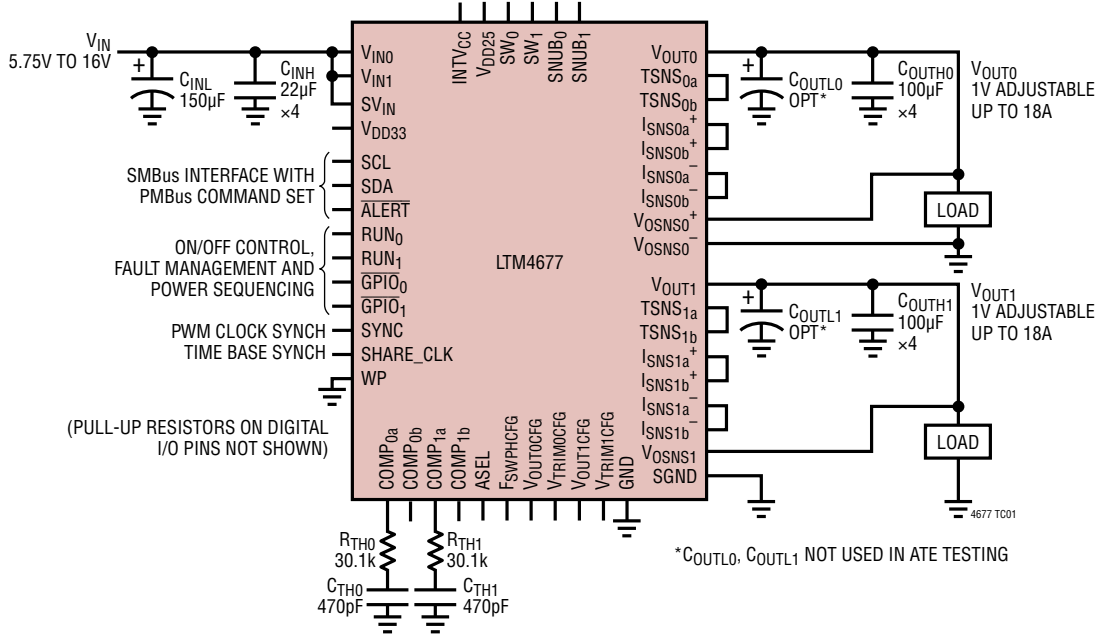 INTVCC
VDD25
SW0
SW1
SNUB0
SNUB1
VIN
5.75V TO 16V
+
CINL
150µF
CINH
22µF
×4
VIN0
VIN1
SVIN
VDD33
SCL
SDA
ALERT
RUN0
RUN1
GPIO0
GPIO1
SYNC
SHARE_CLK
WP
SMBus INTERFACE WITH
PMBus COMMAND SET
ON/OFF CONTROL,
FAULT MANAGEMENT AND
POWER SEQUENCING
PWM CLOCK SYNCH
TIME BASE SYNCH
(PULL-UP RESISTORS ON DIGITAL
I/O PINS NOT SHOWN)
LTM4677
VOUT0
TSNS0a
TSNS0b
ISNS0a+
ISNS0b+
ISNS0a–
ISNS0b–
VOSNS0+
VOSNS0–
VOUT1
TSNS1a
TSNS1b
ISNS1a+
ISNS1b+
ISNS1a–
ISNS1b–
VOSNS1
SGND
+
COUTL0
OPT*
COUTH0
100µF
×4
VOUT0
1V ADJUSTABLE
UP TO 18A
LOAD
+
COUTL1
OPT*
COUTH1
100µF
×4
VOUT1
1V ADJUSTABLE
UP TO 18A
LOAD
4677 TC01
COMP0a
COMP0b
COMP1a
COMP1b
ASEL
FSWPHCFG
VOUT0CFG
VTRIM0CFG
VOUT1CFG
VTRIM1CFG
GND
RTH0
30.1k
RTH1
30.1k
CTH0
470pF
CTH1
470pF
*COUTL0, COUTL1 NOT USED IN ATE TESTING